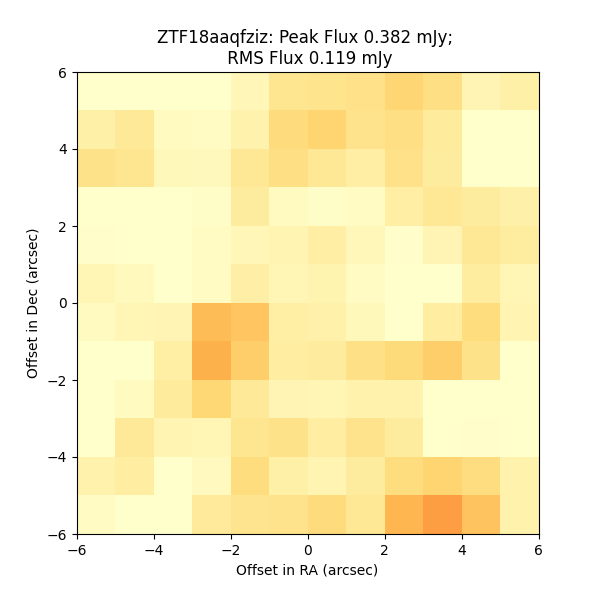 ZTF18aaqfziz: Peak Flux 0.382 mJy;
RMS Flux 0.119 mJy
6
4
2
0
−2
−4
−6
Offset in Dec (arcsec)
−6 −4 −2 0 2 4 6
Offset in RA (arcsec)